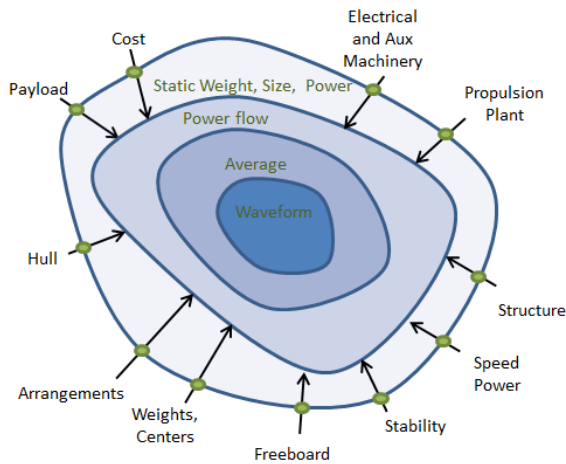 Electrical
and Aux
Machinery
Cost
Payload
Static Weight, Size, Power
Propulsion
Plant
Power flow
Average
Waveform
Hull
Structure
Speed
Power
Arrangements
Weights,
Centers
Stability
Freeboard